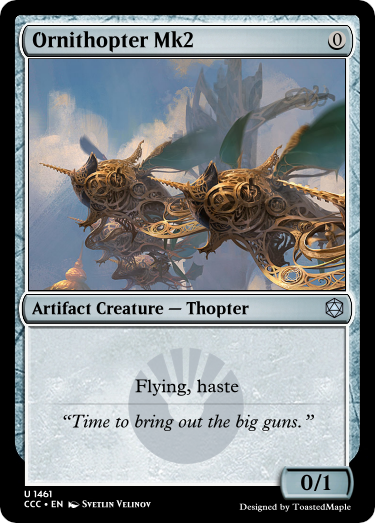 Ornithopter Mk2 0
Artifact Creature — Thopter
Flying, haste
“Time to bring out the big guns.”
0/1
U 1461
CCC • EN Svetlin Velinov
Designed by ToastedMaple